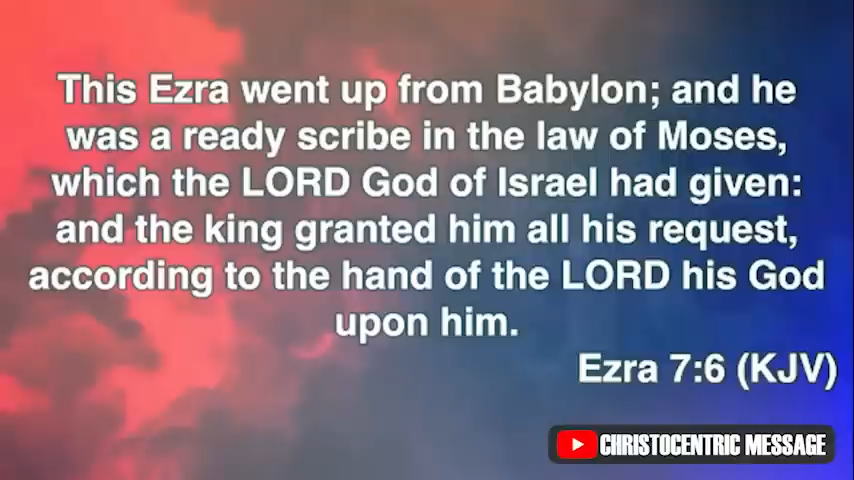 This Ezra went up from Babylon; and he
was a ready scribe in the law of Moses,
which the LORD God of Israel had given:
and the king granted him all his request,
according to the hand of the LORD his God
upon him.
Ezra 7:6 (KJV)
CHRISTOCENTRIC MESSAGE